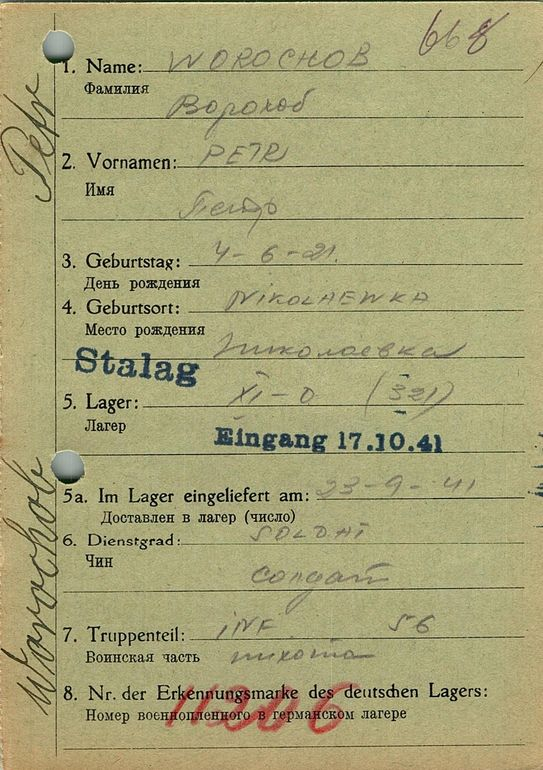 668
1. Name: WOROCHOB
Фамилия
Ворохоб
2. Vornamen: PETR
Имя
Петр
3. Geburtstag: 4-6-21.
День рождения
4. Geburtsort: NIKOLAEWKA
Место рождения
Николаевка
Stalag
5. Lager: XI-D (321)
Лагерь
Eingang 17.10.41
5a. Im Lager eingeliefert am: 23-9-41
Доставлен в лагер (число)
6. Dienstgrad: SOLDAT
Чин
Солдат
7. Truppenteil: INF. 56
Воинская часть пихота
8. Nr. der Erkennungsmarke des deutschen Lagers:
Номер военнопленного в германском лагере
11206
Worochob Petr